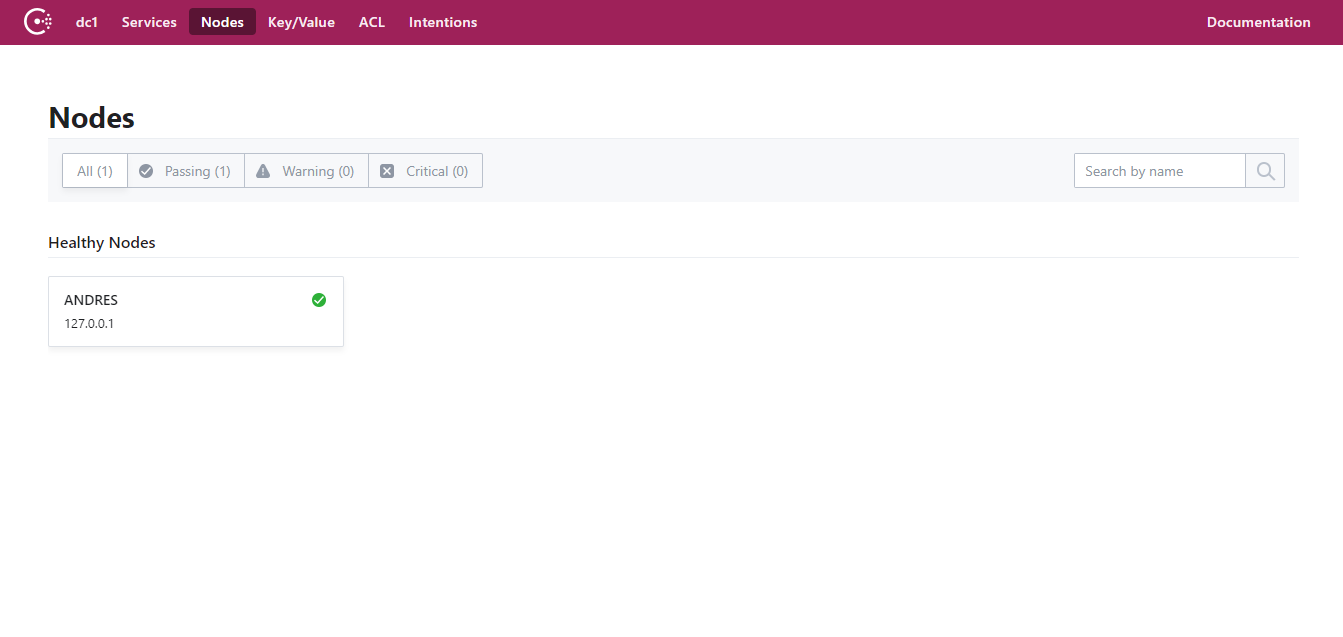 dc1 Services Nodes Key/Value ACL Intentions Documentation
Nodes
All (1) Passing (1) Warning (0) Critical (0) Search by name
Healthy Nodes
ANDRES
127.0.0.1